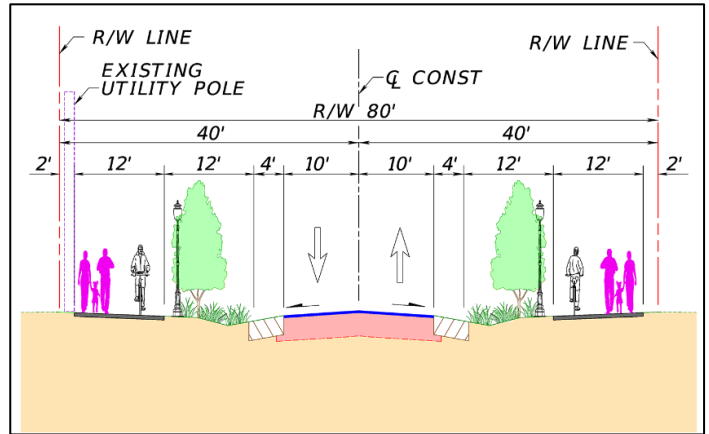 R/W LINE
R/W LINE
EXISTING
UTILITY POLE
℄ CONST
R/W 80'
40'
40'
2'
12'
12'
4'
10'
10'
4'
12'
12'
2'